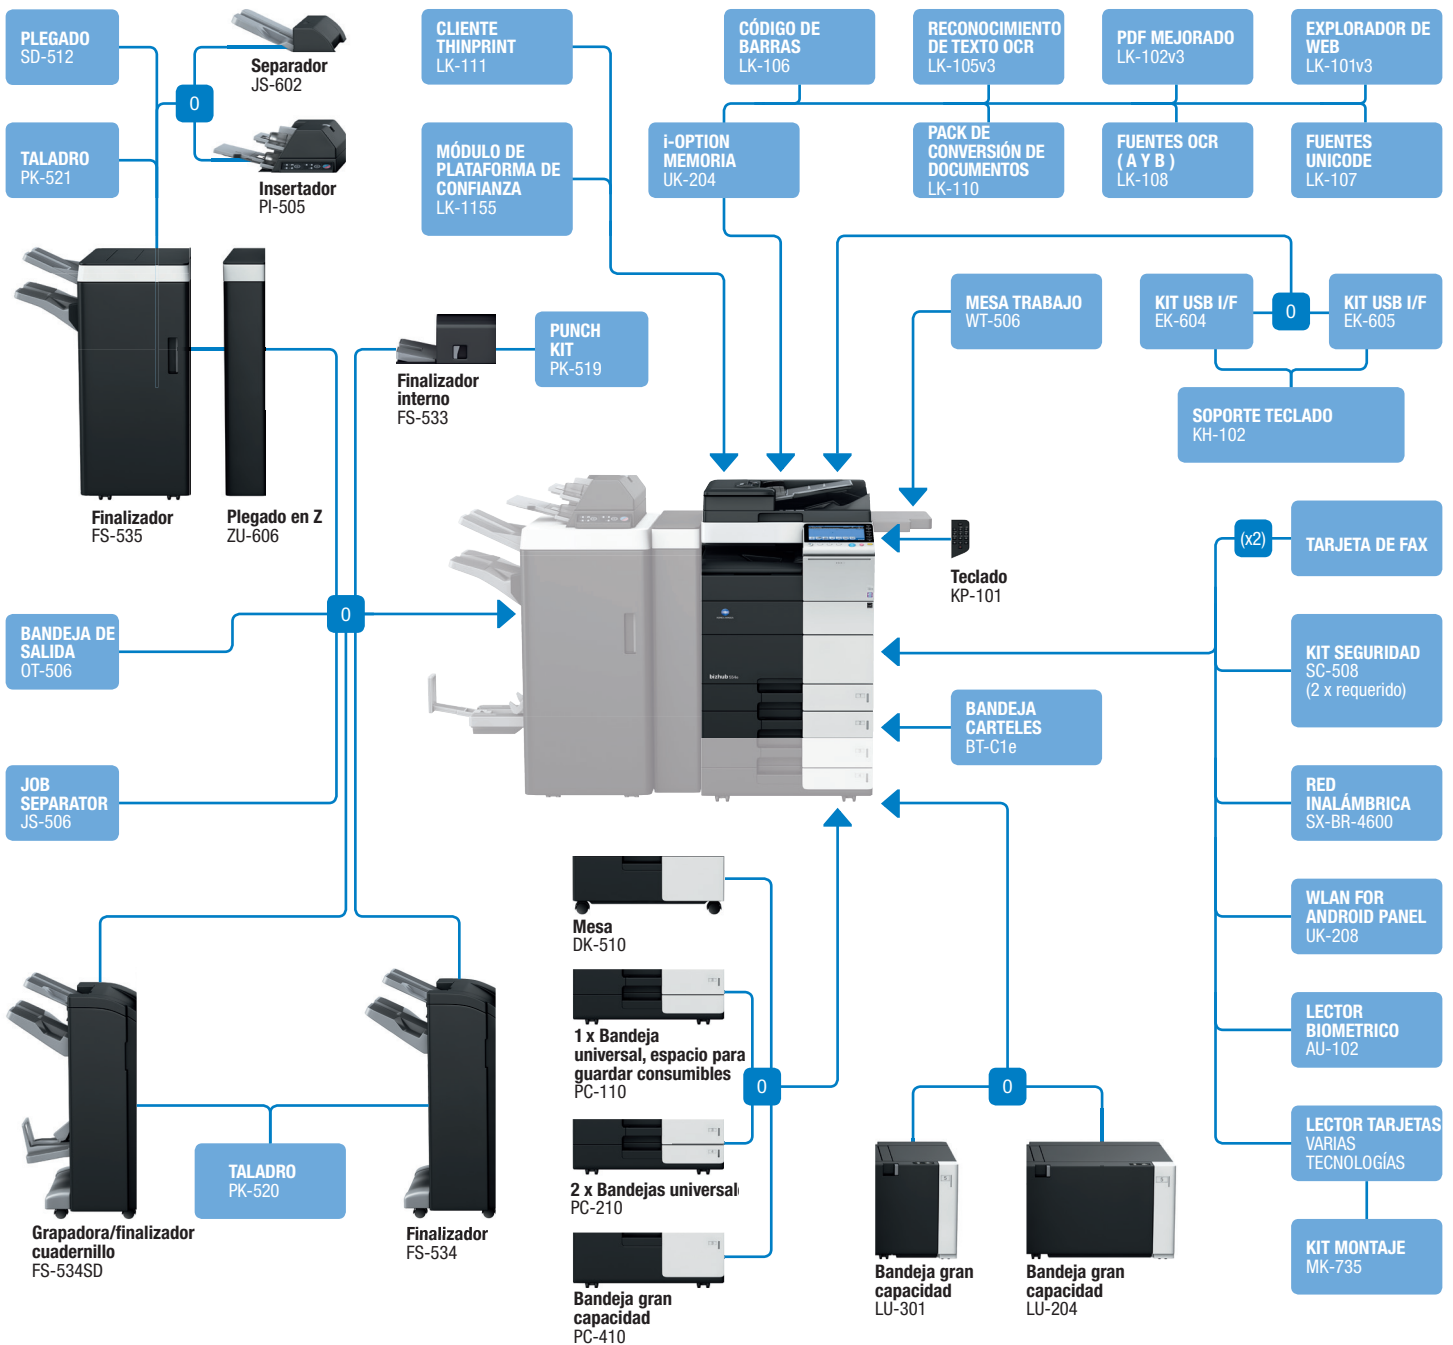 PLEGADO
SD-512
Separador
JS-602
CLIENTE
THINPRINT
LK-111
CÓDIGO DE
BARRAS
LK-106
RECONOCIMIENTO
DE TEXTO OCR
LK-105v3
PDF MEJORADO
LK-102v3
EXPLORADOR DE
WEB
LK-101v3
0
TALADRO
PK-521
Insertador
PI-505
MÓDULO DE
PLATAFORMA DE
CONFIANZA
LK-1155
i-OPTION
MEMORIA
UK-204
PACK DE
CONVERSIÓN DE
DOCUMENTOS
LK-110
FUENTES OCR
( A Y B )
LK-108
FUENTES
UNICODE
LK-107
MESA TRABAJO
WT-506
KIT USB I/F
EK-604
0
KIT USB I/F
EK-605
PUNCH
KIT
PK-519
Finalizador
interno
FS-533
SOPORTE TECLADO
KH-102
Finalizador
FS-535
Plegado en Z
ZU-606
(x2)
TARJETA DE FAX
Teclado
KP-101
0
BANDEJA DE
SALIDA
OT-506
KIT SEGURIDAD
SC-508
(2 x requerido)
bizhub
BANDEJA
CARTELES
BT-C1e
JOB
SEPARATOR
JS-506
RED
INALÁMBRICA
SX-BR-4600
Mesa
DK-510
WLAN FOR
ANDROID PANEL
UK-208
1 x Bandeja
universal, espacio para
guardar consumibles
PC-110
0
0
LECTOR
BIOMETRICO
AU-102
LECTOR TARJETAS
VARIAS
TECNOLOGÍAS
TALADRO
PK-520
2 x Bandejas universal
PC-210
Grapadora/finalizador
cuadernillo
FS-534SD
Finalizador
FS-534
KIT MONTAJE
MK-735
Bandeja gran
capacidad
PC-410
Bandeja gran
capacidad
LU-301
Bandeja gran
capacidad
LU-204